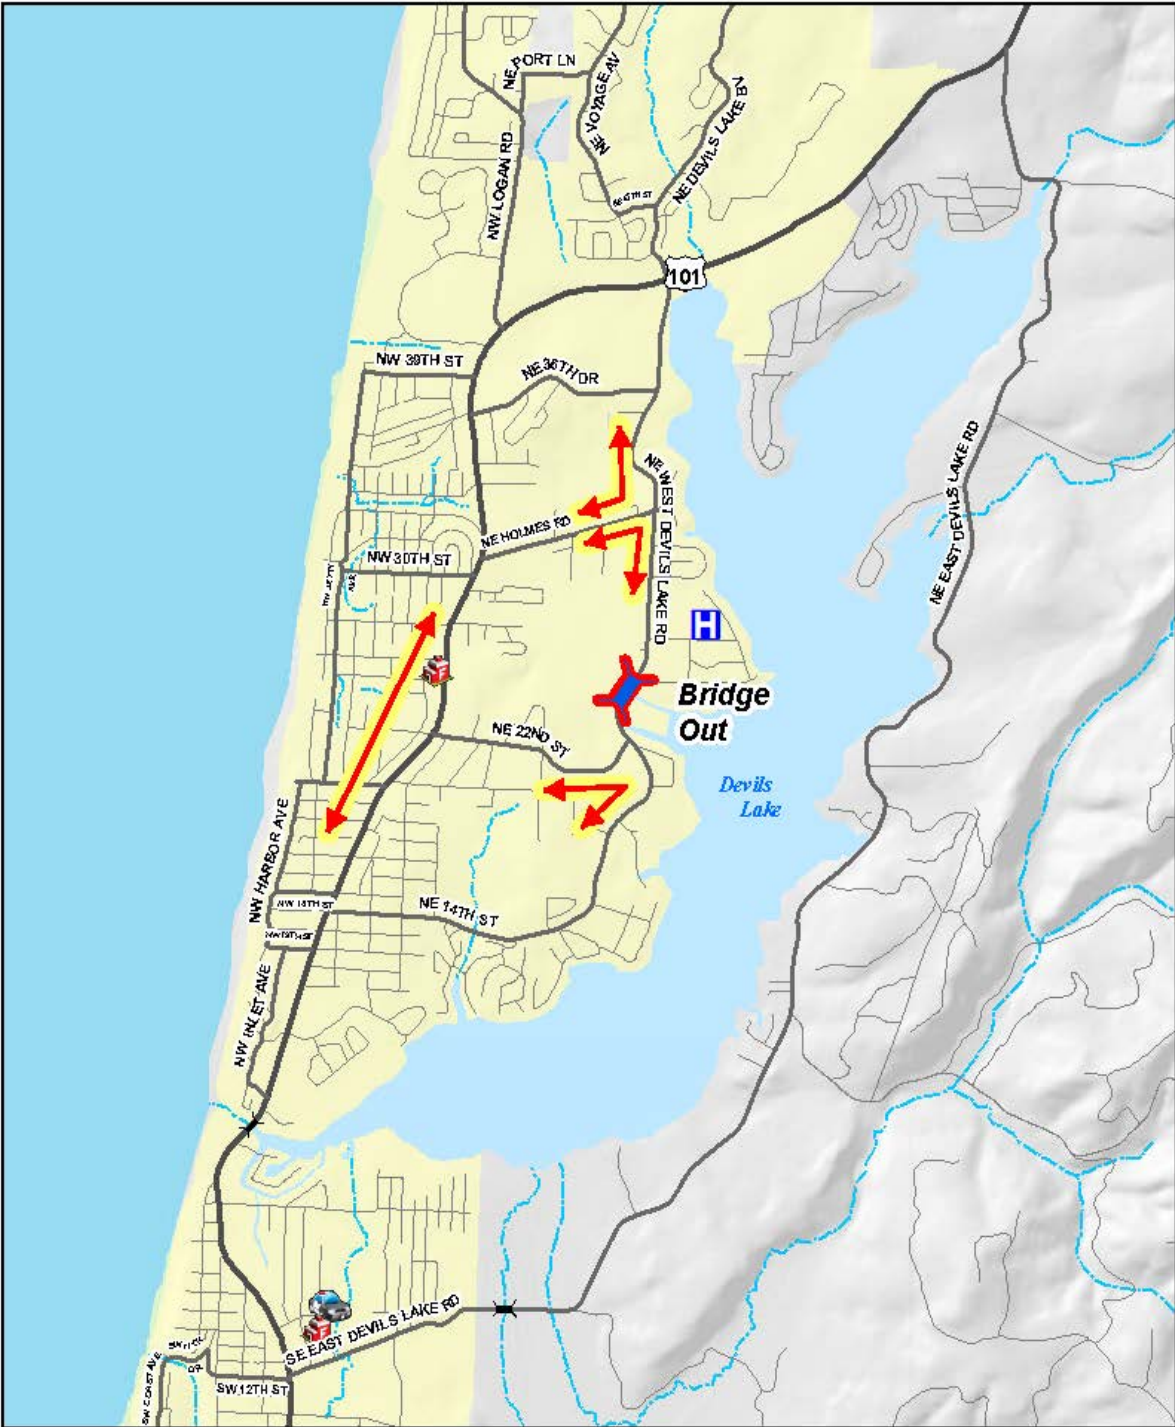 NE PORT LN
NE VOYAGE AV
NE DEVILS LAKE BV
NW LOGAN RD
101
NW 39TH ST
NE 36TH DR
NE WEST DEVILS LAKE RD
NE EAST DEVILS LAKE RD
NE HOLMES RD
NW 30TH ST
H
F
Bridge
Out
NE 22ND ST
Devils
Lake
NW HARBOR AVE
NE 14TH ST
NW INLET AVE
F
SE EAST DEVILS LAKE RD
SW 12TH ST